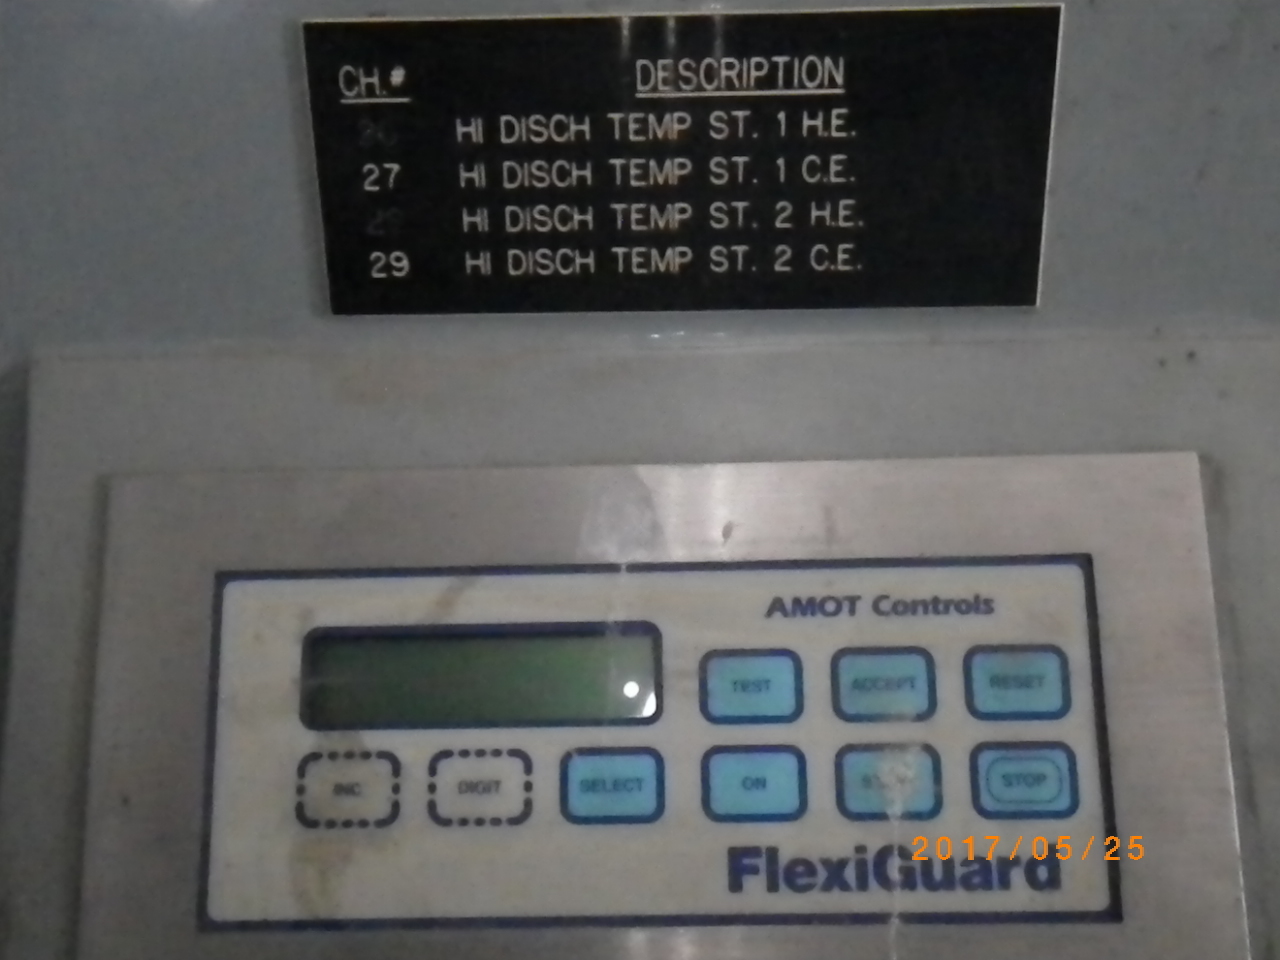 CH.# DESCRIPTION
HI DISCH TEMP ST. 1 H.E.
27 HI DISCH TEMP ST. 1 C.E.
HI DISCH TEMP ST. 2 H.E.
29 HI DISCH TEMP ST. 2 C.E.
AMOT Controls
TEST ACCEPT RESET
INC DIGIT SELECT ON STOP
2017/05/25
FlexiGuard